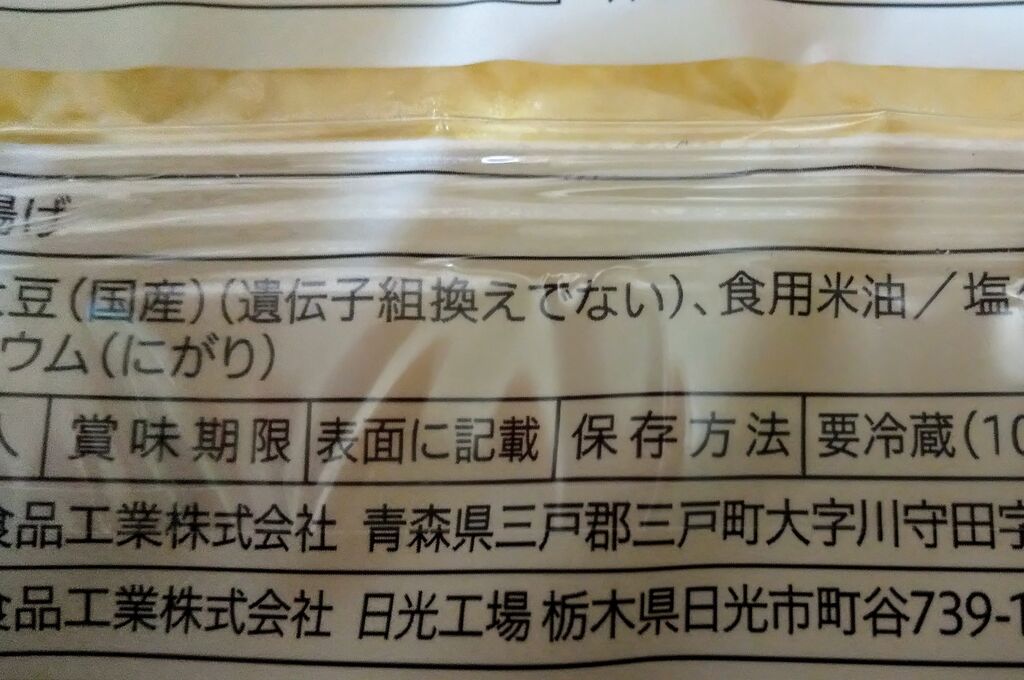 揚げ
豆（国産）（遺伝子組換えでない）、食用米油／塩
ウム（にがり）
賞味期限 表面に記載 保存方法 要冷蔵（10
食品工業株式会社 青森県三戸郡三戸町大字川守田字
食品工業株式会社 日光工場 栃木県日光市町谷739-1